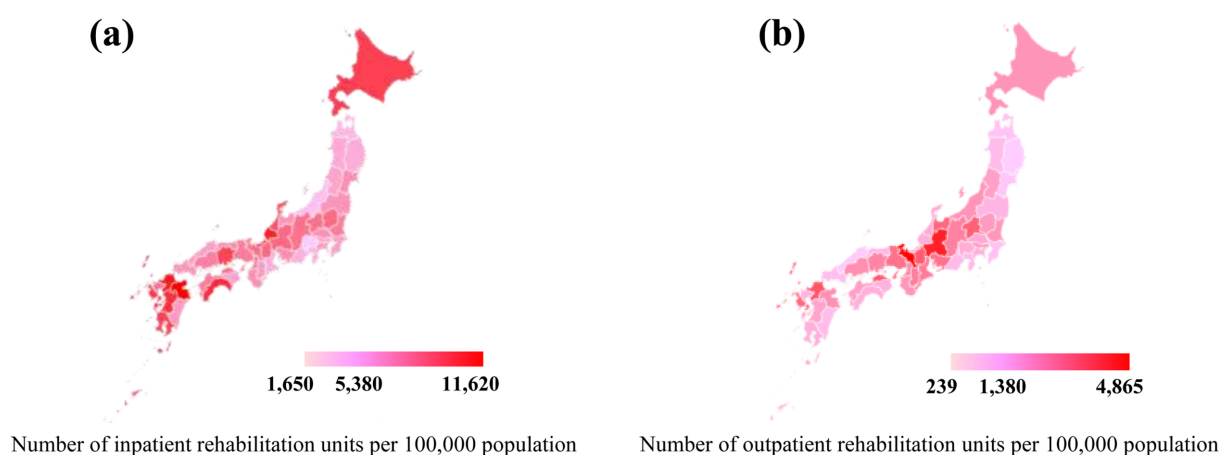 (a)
(b)
1,650 5,380 11,620
239 1,380 4,865
Number of inpatient rehabilitation units per 100,000 population
Number of outpatient rehabilitation units per 100,000 population